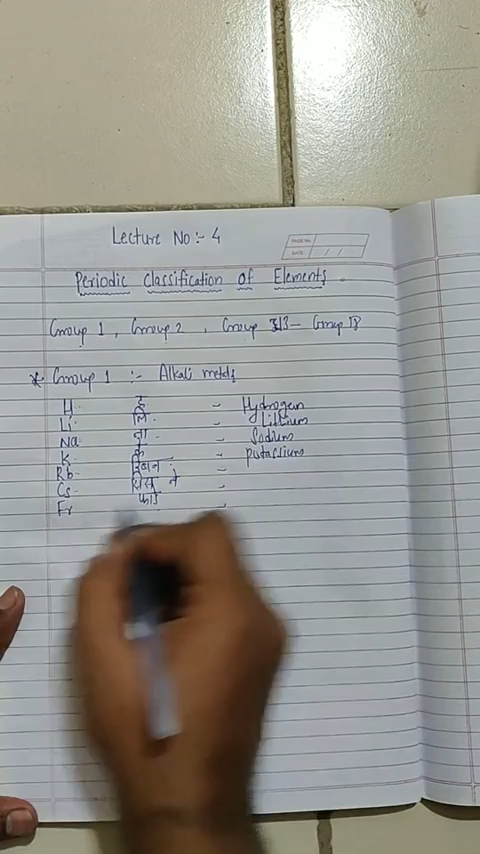 Lecture No :- 4
PAGE NO.
DATE / /
Periodic Classification of Elements.
Group 1 , Group 2 , Group 13 – Group 18
* Group 1 :- Alkali metals
H ह - Hydrogen
Li लि - Lithium
Na ना - Sodium
K के - Potassium
Rb -
Cs ने -
Fr -